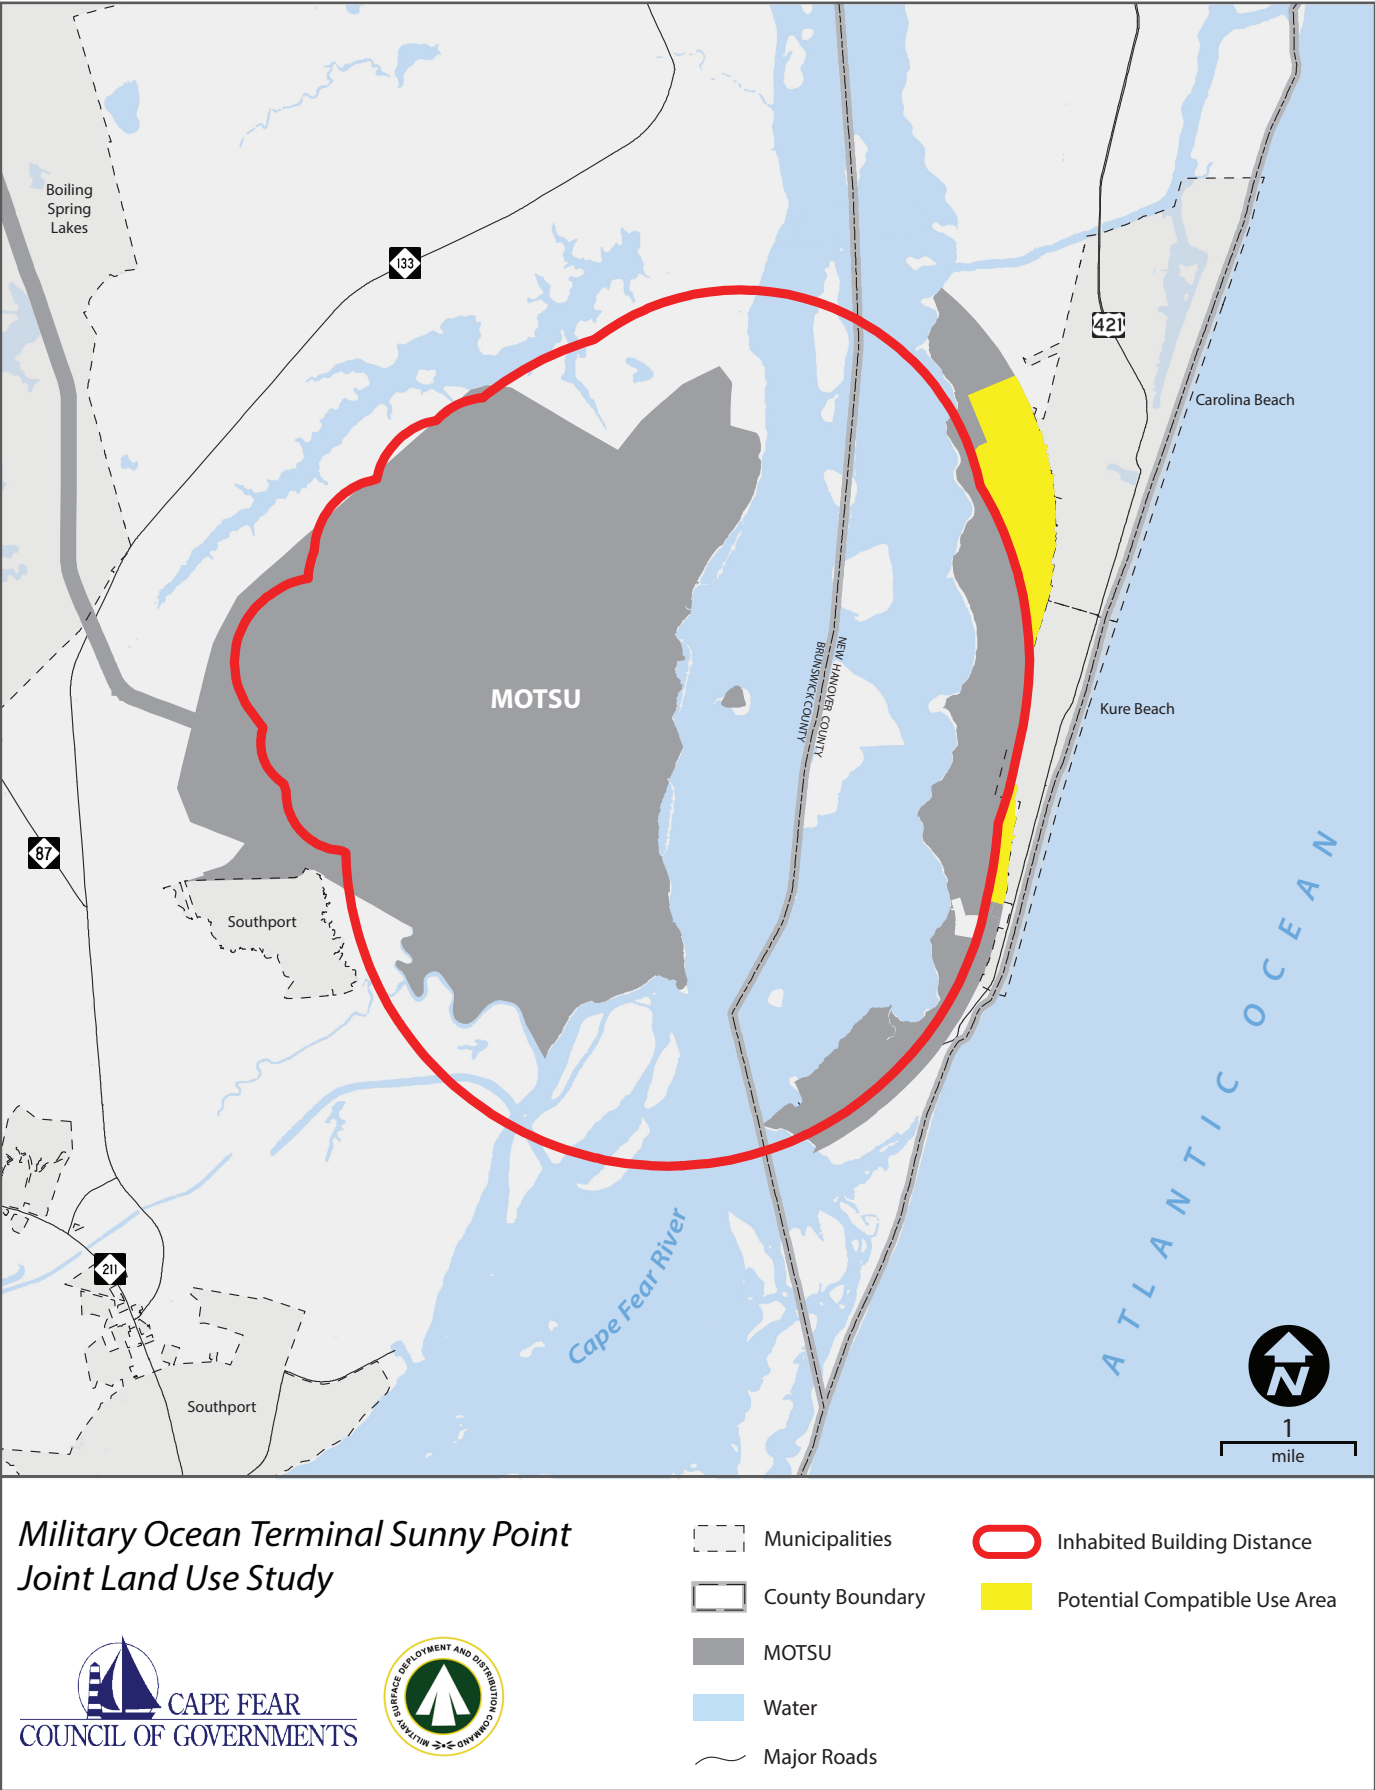 Boiling
Spring
Lakes
133
421
Carolina Beach
MOTSU
NEW HANOVER COUNTY
BRUNSWICK COUNTY
Kure Beach
87
Southport
ATLANTIC OCEAN
Cape Fear River
211
Southport
N
1
mile
Military Ocean Terminal Sunny Point
Joint Land Use Study
CAPE FEAR
COUNCIL OF GOVERNMENTS
MILITARY SURFACE DEPLOYMENT AND DISTRIBUTION COMMAND
Municipalities
County Boundary
MOTSU
Water
Major Roads
Inhabited Building Distance
Potential Compatible Use Area